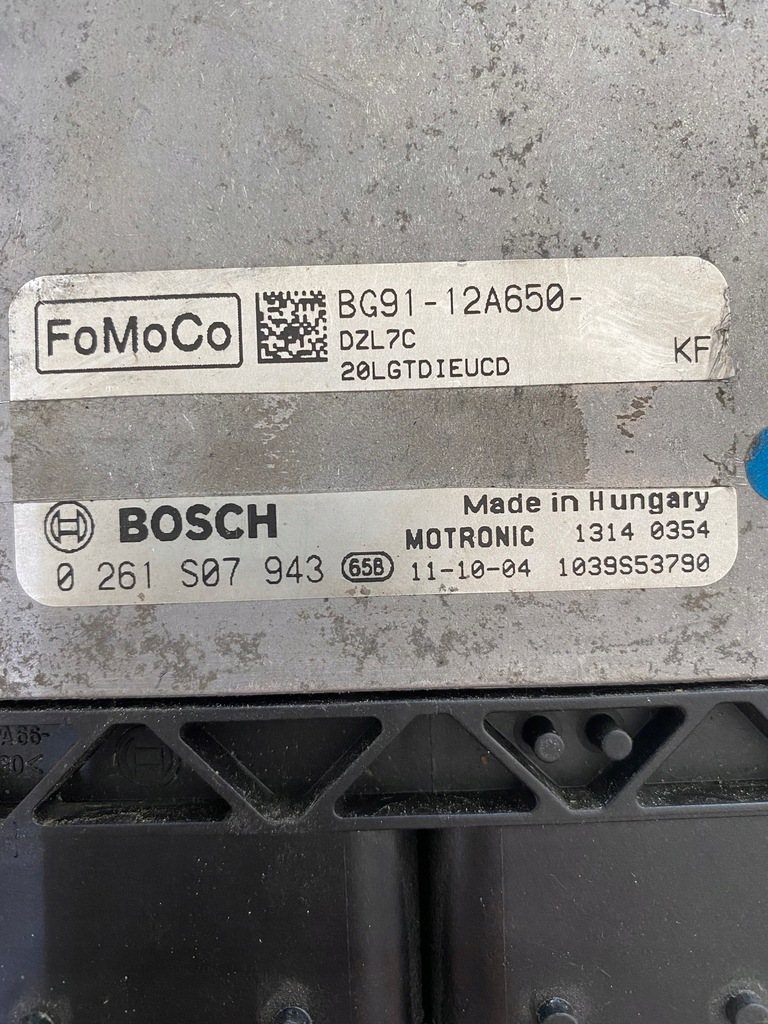 FoMoCo
BG91-12A650-
DZL7C
KF
20LGTDIEUCD
BOSCH
Made in Hungary
MOTRONIC 1314 0354
0 261 S07 943 65B 11-10-04 1039S53790